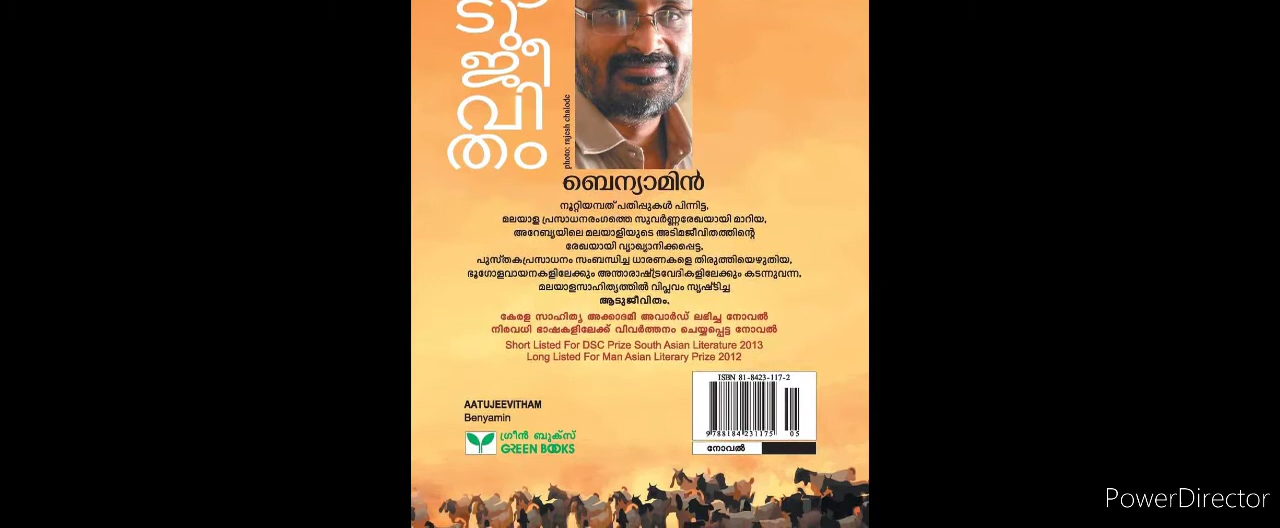 ടു
ജീ
വി
തം
photo: rajesh chalode
ബെന്യാമിൻ
നൂറ്റിയമ്പത് പതിപ്പുകൾ പിന്നിട്ട,
മലയാള പ്രസാധനരംഗത്തെ സുവർണ്ണരേഖയായി മാറിയ,
അറേബ്യയിലെ മലയാളിയുടെ അടിമജീവിതത്തിന്റെ
രേഖയായി വ്യാഖ്യാനിക്കപ്പെട്ട,
പുസ്തകപ്രസാധനം സംബന്ധിച്ച ധാരണകളെ തിരുത്തിയെഴുതിയ,
ഭൂഗോളവായനകളിലേക്കും അന്താരാഷ്ട്രവേദികളിലേക്കും കടന്നുവന്ന,
മലയാളസാഹിത്യത്തിൽ വിപ്ലവം സൃഷ്ടിച്ച
ആടുജീവിതം.
കേരള സാഹിത്യ അക്കാദമി അവാർഡ് ലഭിച്ച നോവൽ
നിരവധി ഭാഷകളിലേക്ക് വിവർത്തനം ചെയ്യപ്പെട്ട നോവൽ
Short Listed For DSC Prize South Asian Literature 2013
Long Listed For Man Asian Literary Prize 2012
ISBN 81-8423-117-2
9 788184 231175 05
നോവൽ
AATUJEEVITHAM
Benyamin
ഗ്രീൻ ബുക്സ്
GREEN BOOKS
PowerDirector